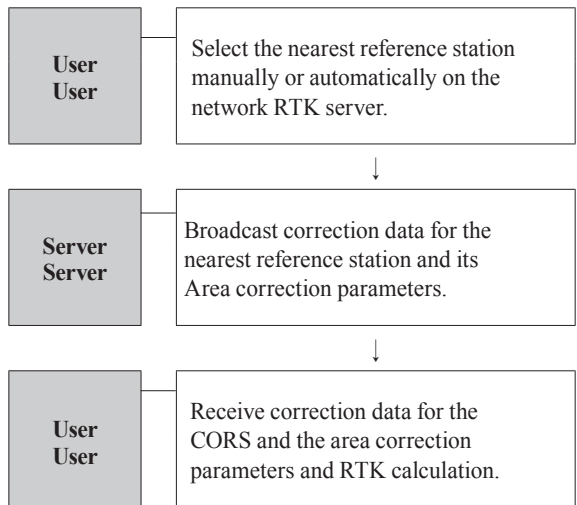 User
User
Select the nearest reference station
manually or automatically on the
network RTK server.
↓
Server
Server
Broadcast correction data for the
nearest reference station and its
Area correction parameters.
↓
User
User
Receive correction data for the
CORS and the area correction
parameters and RTK calculation.